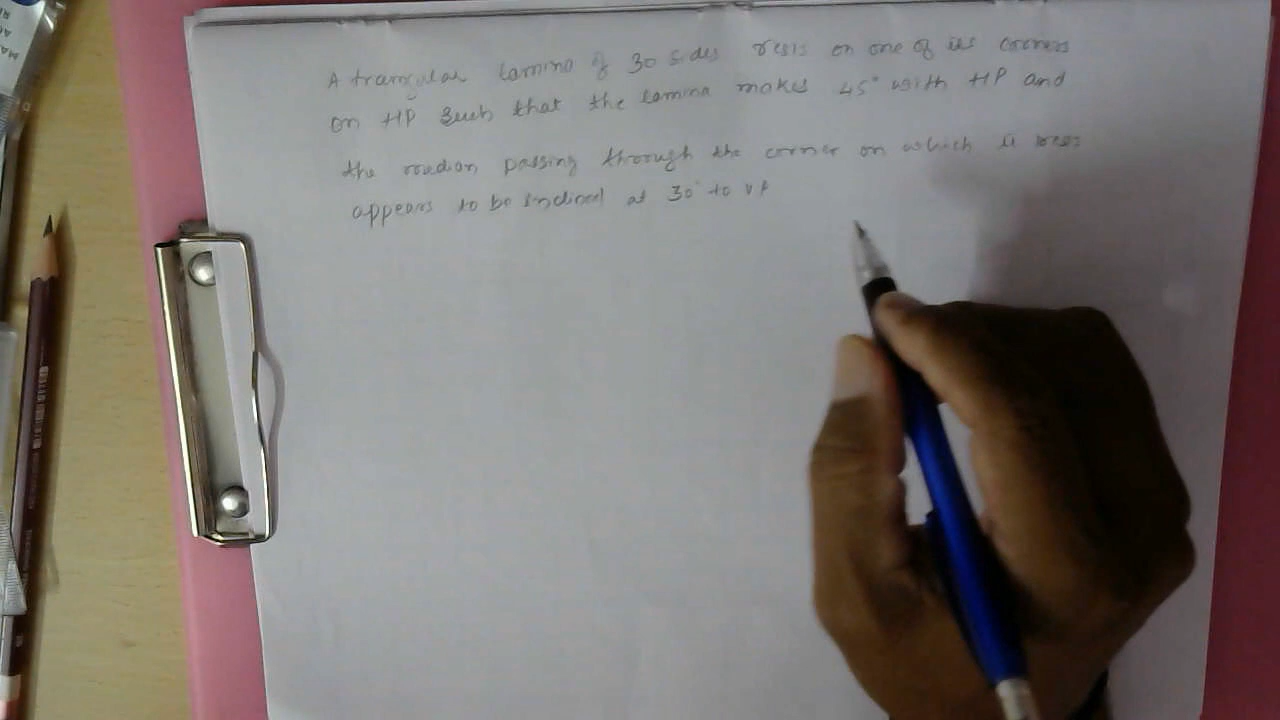 A triangular lamina of 30 sides rests on one of its corners
on HP Such that the lamina makes 45° with HP and
the median passing through the corner on which it rests
appears to be inclined at 30° to VP